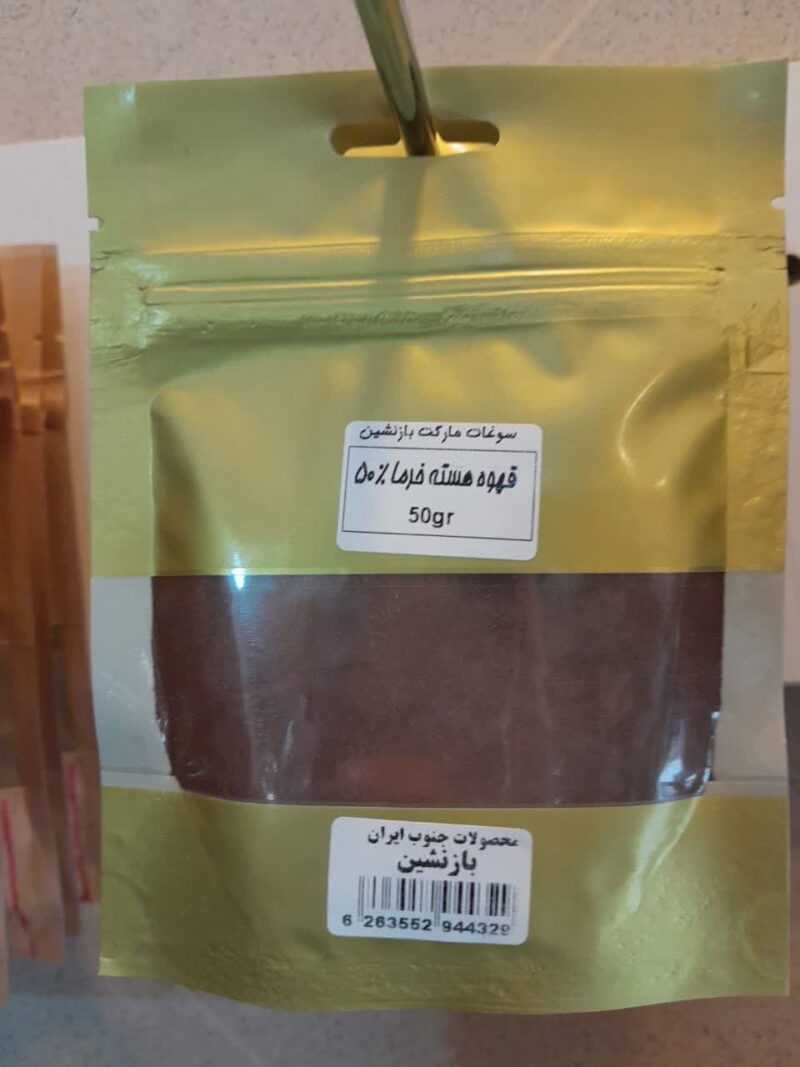 سوغات مارکت بازنشین
قهوه هسته خرما ۵۰٪
50gr
محصولات جنوب ایران
بازنشین
6 263552 944329